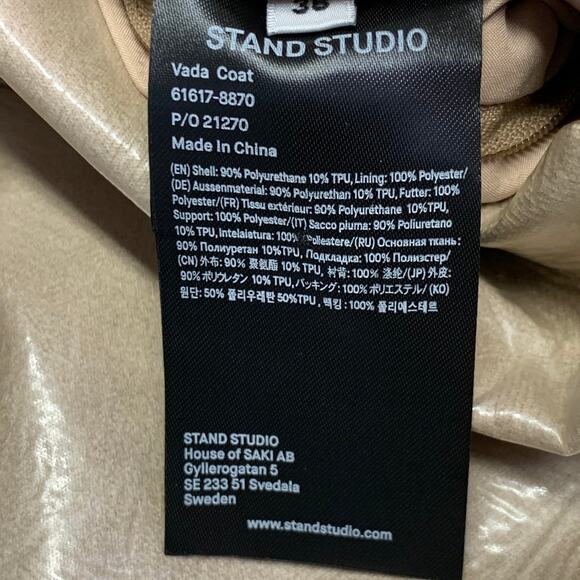 36
STAND STUDIO
Vada Coat
61617-8870
P/O 21270
Made in China
(EN) Shell: 90% Polyurethane 10% TPU, Lining: 100% Polyester/
(DE) Aussenmaterial: 90% Polyurethan 10% TPU, Futter: 100%
Polyester/(FR) Tissu extérieur: 90% Polyuréthane 10%TPU,
Support: 100% Polyester/(IT) Sacco piuma: 90% Poliuretano
10% TPU, Intelaiatura: 100% Poliestere/(RU) Основная ткань:
90% Полиуретан 10%TPU, Подкладка: 100% Полиэстер/
(CN) 外布: 90% 聚氨酯 10% TPU, 衬背: 100% 涤纶/(JP) 外皮:
90% ポリウレタン 10% TPU,パッキング: 100% ポリエステル/ (KO)
원단: 50% 폴리우레판 50%TPU, 팩킹 : 100% 폴리에스테르
STAND STUDIO
House of SAKI AB
Gyllerogatan 5
SE 233 51 Svedala
Sweden
www.standstudio.com